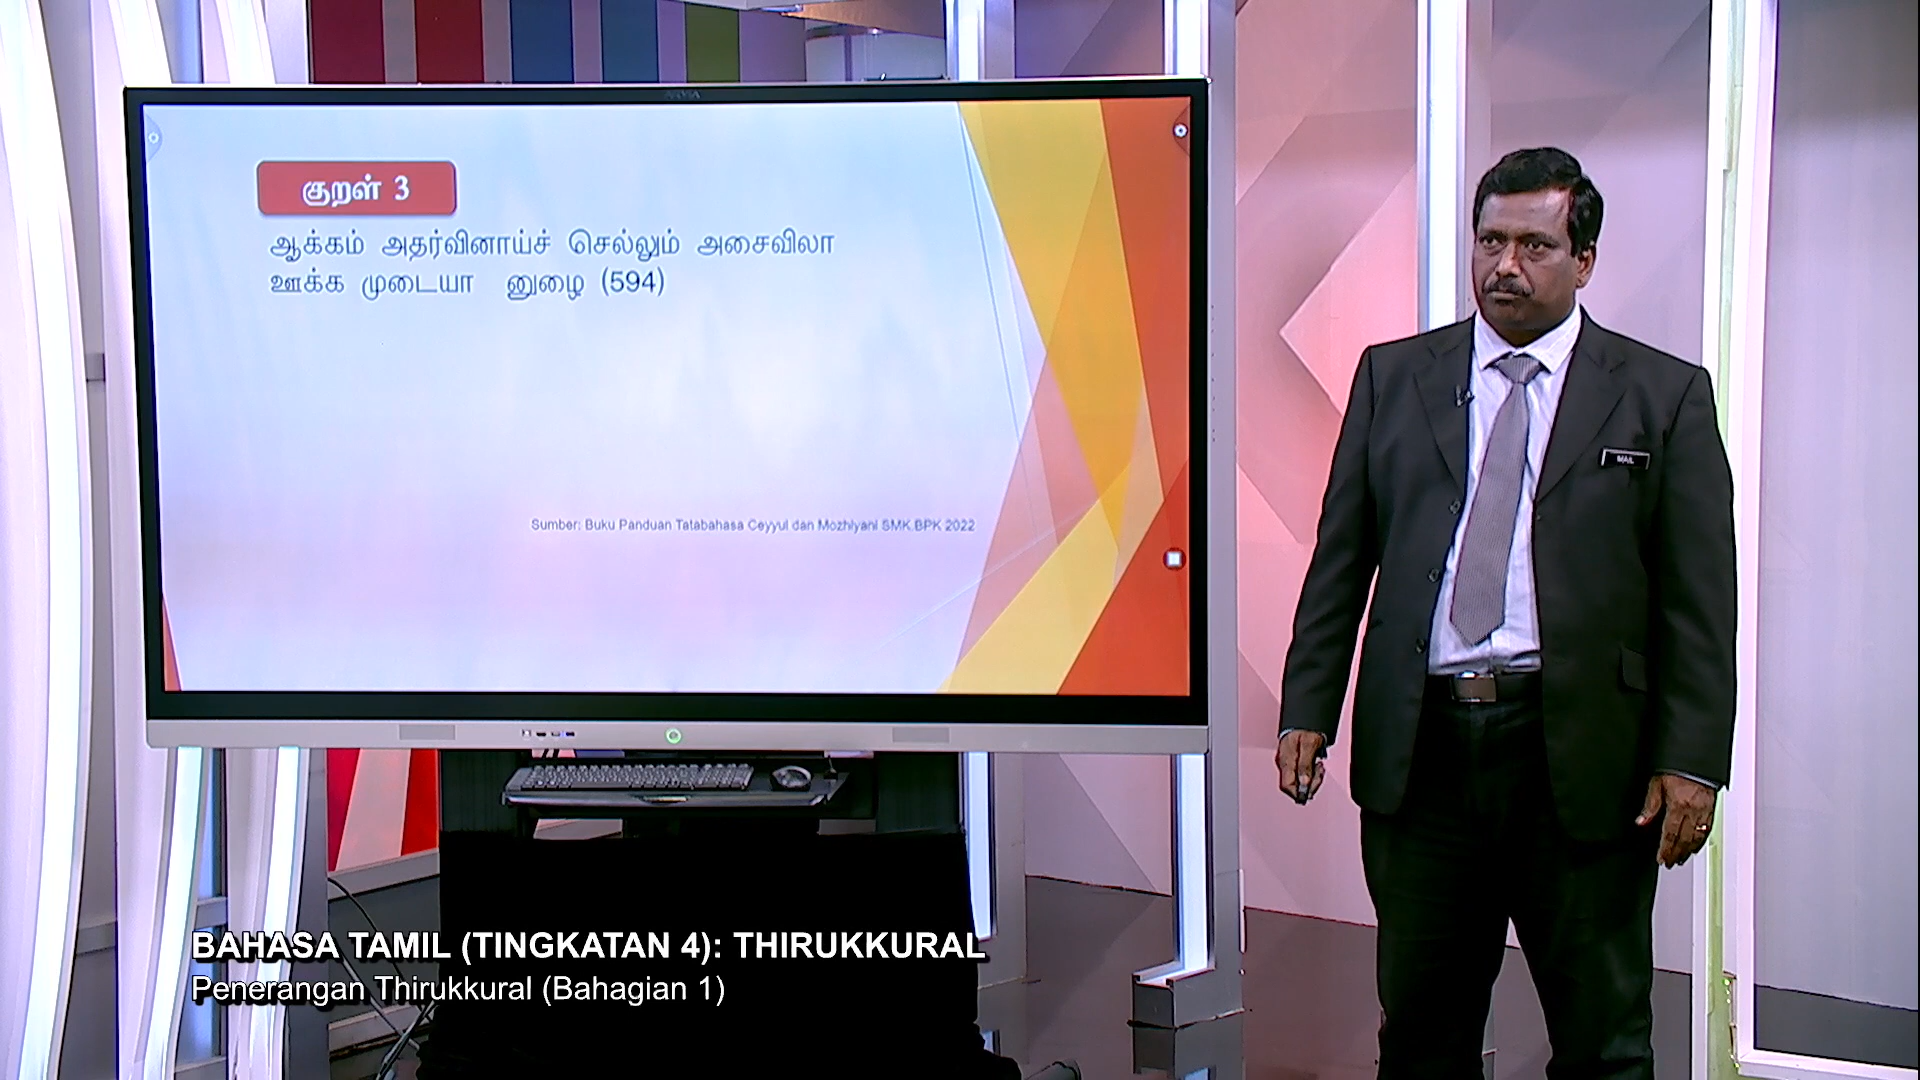 குறள் 3
ஆக்கம் அதர்வினாய்ச் செல்லும் அசைவிலா
ஊக்க முடையா னுழை (594)
Sumber: Buku Panduan Tatabahasa Ceyyul dan Mozhiyani SMK.BPK 2022
BAHASA TAMIL (TINGKATAN 4): THIRUKKURAL
Penerangan Thirukkural (Bahagian 1)